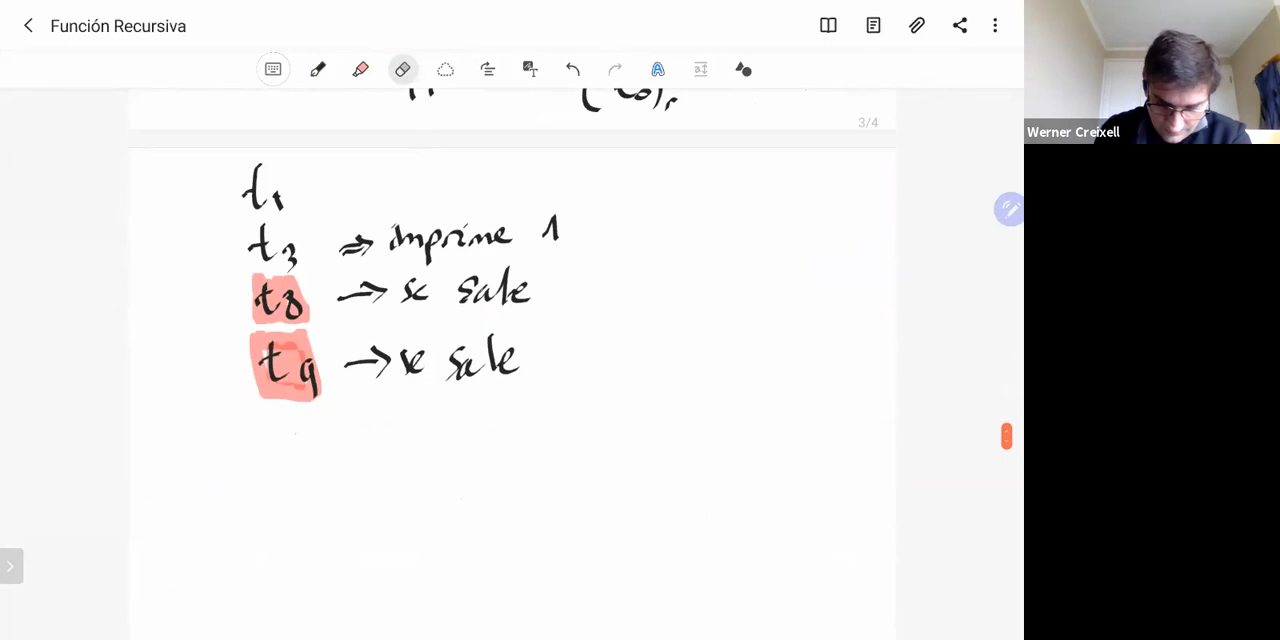 Función Recursiva
Werner Creixell
3/4
t1
t3 ⇒ imprime 1
t8 → se sale
t9 → se sale